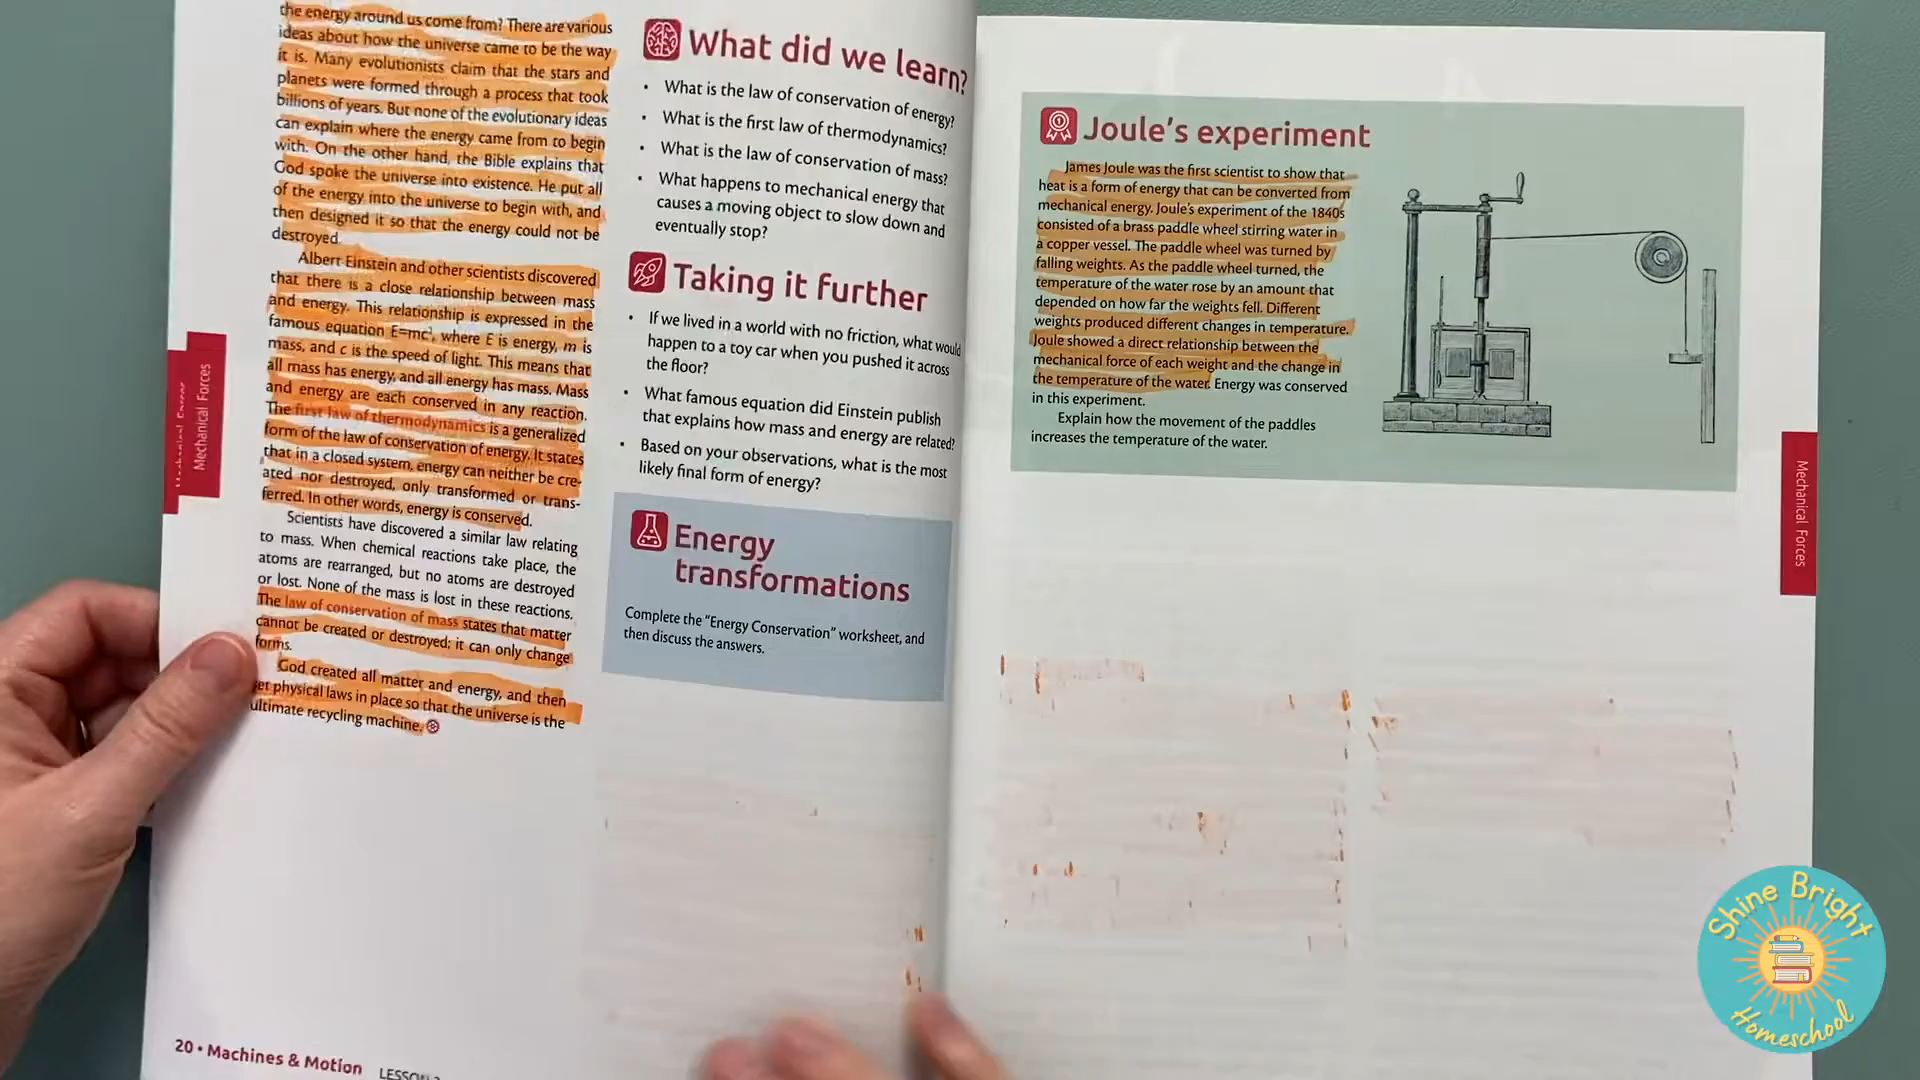 the energy around us come from? There are various
ideas about how the universe came to be the way
it is. Many evolutionists claim that the stars and
planets were formed through a process that took
billions of years. But none of the evolutionary ideas
can explain where the energy came from to begin
with. On the other hand, the Bible explains that
God spoke the universe into existence. He put all
of the energy into the universe to begin with, and
then designed it so that the energy could not be
destroyed.
Albert Einstein and other scientists discovered
that there is a close relationship between mass
and energy. This relationship is expressed in the
famous equation E=mc², where E is energy, m is
mass, and c is the speed of light. This means that
all mass has energy, and all energy has mass. Mass
and energy are each conserved in any reaction.
The first law of thermodynamics is a generalized
form of the law of conservation of energy. It states
that in a closed system, energy can neither be cre-
ated nor destroyed, only transformed or trans-
ferred. In other words, energy is conserved.
Scientists have discovered a similar law relating
to mass. When chemical reactions take place, the
atoms are rearranged, but no atoms are destroyed
or lost. None of the mass is lost in these reactions.
The law of conservation of mass states that matter
cannot be created or destroyed; it can only change
forms.
God created all matter and energy, and then
set physical laws in place so that the universe is the
ultimate recycling machine.
What did we learn?
• What is the law of conservation of energy?
• What is the first law of thermodynamics?
• What is the law of conservation of mass?
• What happens to mechanical energy that
causes a moving object to slow down and
eventually stop?
Taking it further
• If we lived in a world with no friction, what would
happen to a toy car when you pushed it across
the floor?
• What famous equation did Einstein publish
that explains how mass and energy are related?
• Based on your observations, what is the most
likely final form of energy?
Energy
transformations
Complete the “Energy Conservation” worksheet, and
then discuss the answers.
Mechanical Forces
20 • Machines & Motion LESSON
Joule’s experiment
James Joule was the first scientist to show that
heat is a form of energy that can be converted from
mechanical energy. Joule’s experiment of the 1840s
consisted of a brass paddle wheel stirring water in
a copper vessel. The paddle wheel was turned by
falling weights. As the paddle wheel turned, the
temperature of the water rose by an amount that
depended on how far the weights fell. Different
weights produced different changes in temperature.
Joule showed a direct relationship between the
mechanical force of each weight and the change in
the temperature of the water. Energy was conserved
in this experiment.
Explain how the movement of the paddles
increases the temperature of the water.
Mechanical Forces
Shine Bright
Homeschool